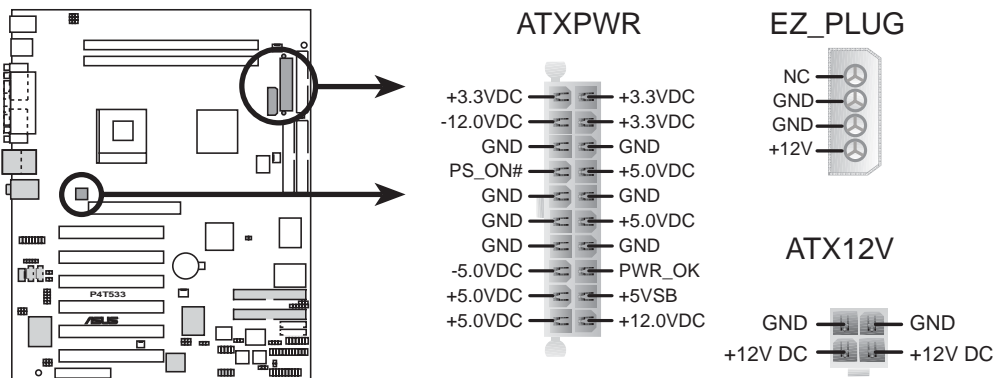 ATXPWR
+3.3VDC +3.3VDC
-12.0VDC +3.3VDC
GND GND
PS_ON# +5.0VDC
GND GND
GND +5.0VDC
GND GND
-5.0VDC PWR_OK
+5.0VDC +5VSB
+5.0VDC +12.0VDC
EZ_PLUG
NC
GND
GND
+12V
ATX12V
GND GND
+12V DC +12V DC
P4T533
ASUS